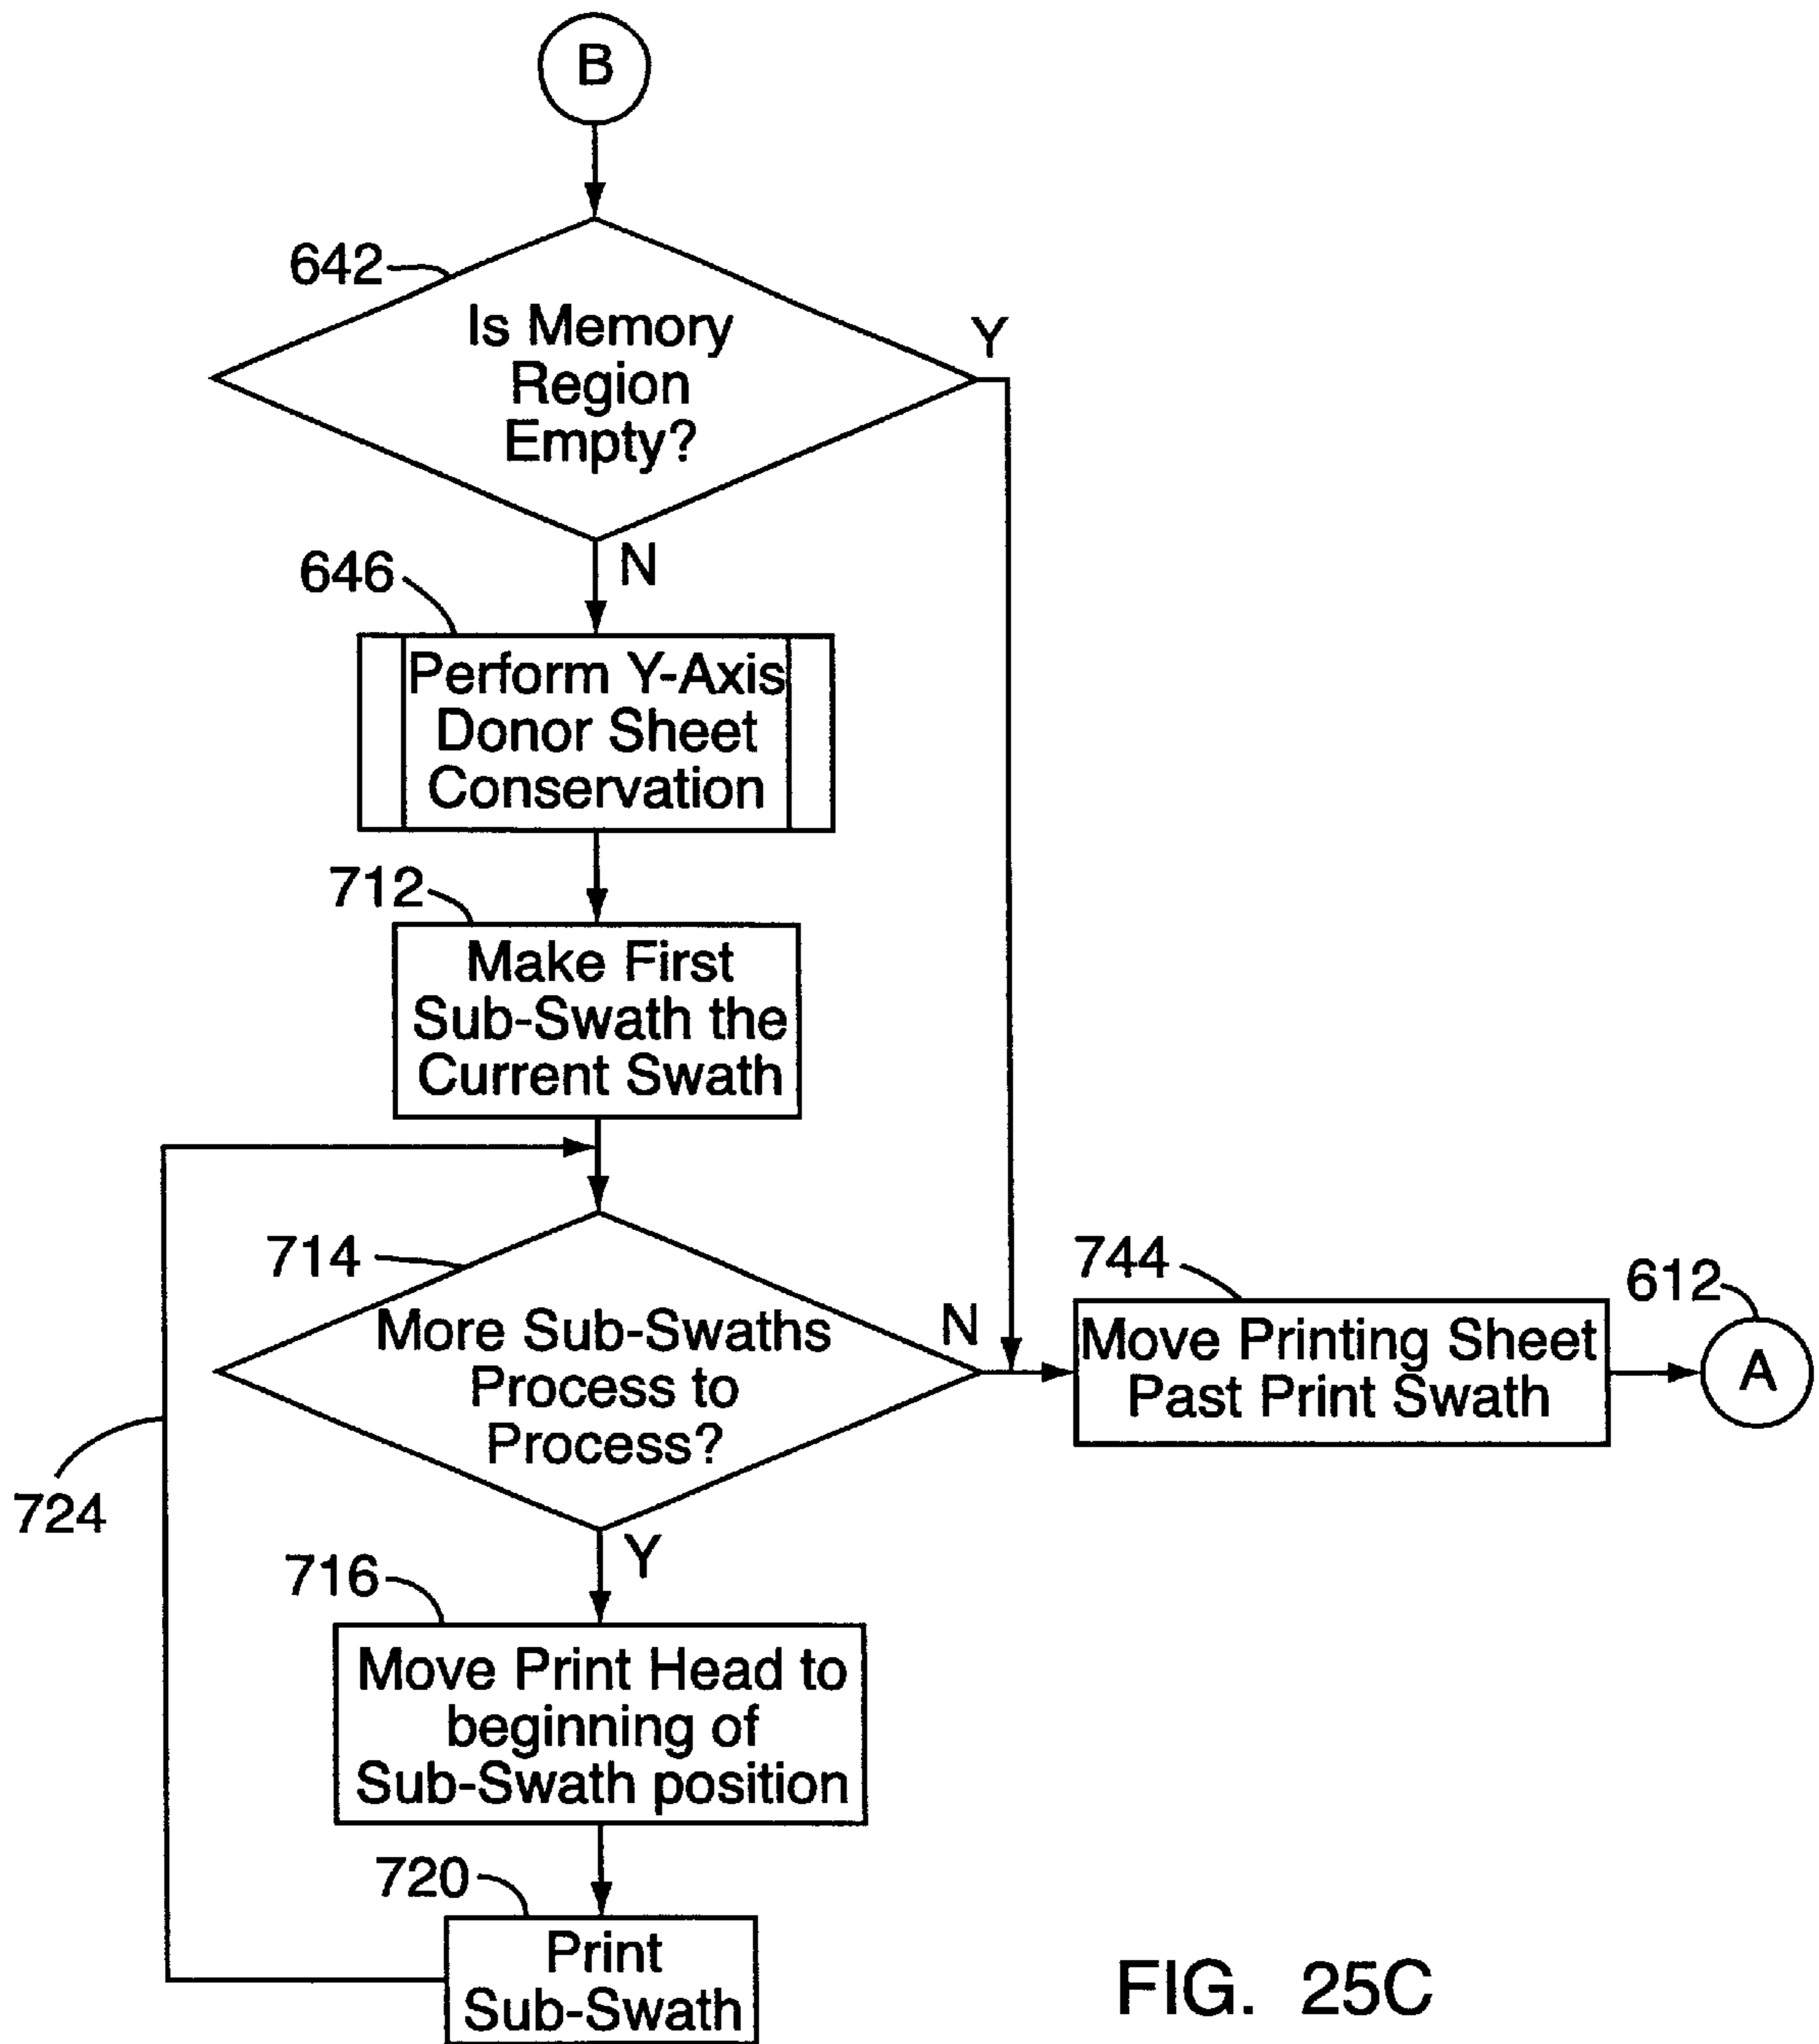 B
642
Is Memory
Region
Empty?
Y
N
646
Perform Y-Axis
Donor Sheet
Conservation
712
Make First
Sub-Swath the
Current Swath
714
More Sub-Swaths
Process to
Process?
N
744
Move Printing Sheet
Past Print Swath
612
A
724
Y
716
Move Print Head to
beginning of
Sub-Swath position
720
Print
Sub-Swath
FIG. 25C